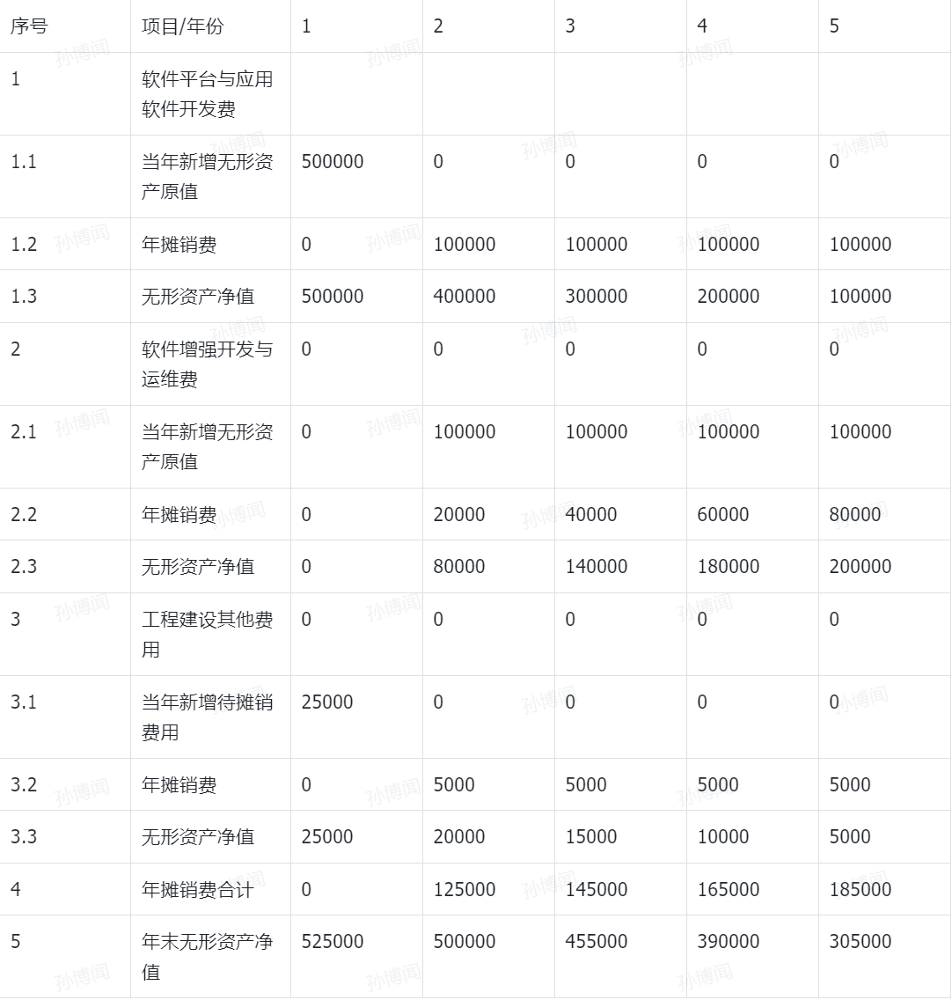 序号 项目/年份 1 2 3 4 5
1 软件平台与应用
软件开发费
1.1 当年新增无形资 500000 0 0 0 0
产原值
1.2 年摊销费 0 100000 100000 100000 100000
1.3 无形资产净值 500000 400000 300000 200000 100000
2 软件增强开发与 0 0 0 0 0
运维费
2.1 当年新增无形资 0 100000 100000 100000 100000
产原值
2.2 年摊销费 0 20000 40000 60000 80000
2.3 无形资产净值 0 80000 140000 180000 200000
3 工程建设其他费 0 0 0 0 0
用
3.1 当年新增待摊销 25000 0 0 0 0
费用
3.2 年摊销费 0 5000 5000 5000 5000
3.3 无形资产净值 25000 20000 15000 10000 5000
4 年摊销费合计 0 125000 145000 165000 185000
5 年末无形资产净 525000 500000 455000 390000 305000
值
孙博闻